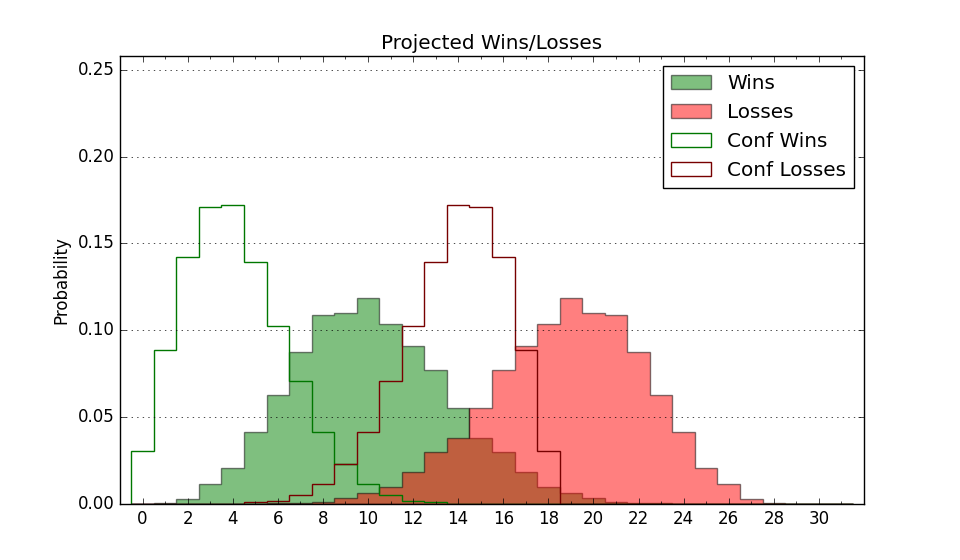 Projected Wins/Losses
0.25
0.20
0.15
0.10
0.05
0.00
Probability
Wins
Losses
Conf Wins
Conf Losses
0 2 4 6 8 10 12 14 16 18 20 22 24 26 28 30